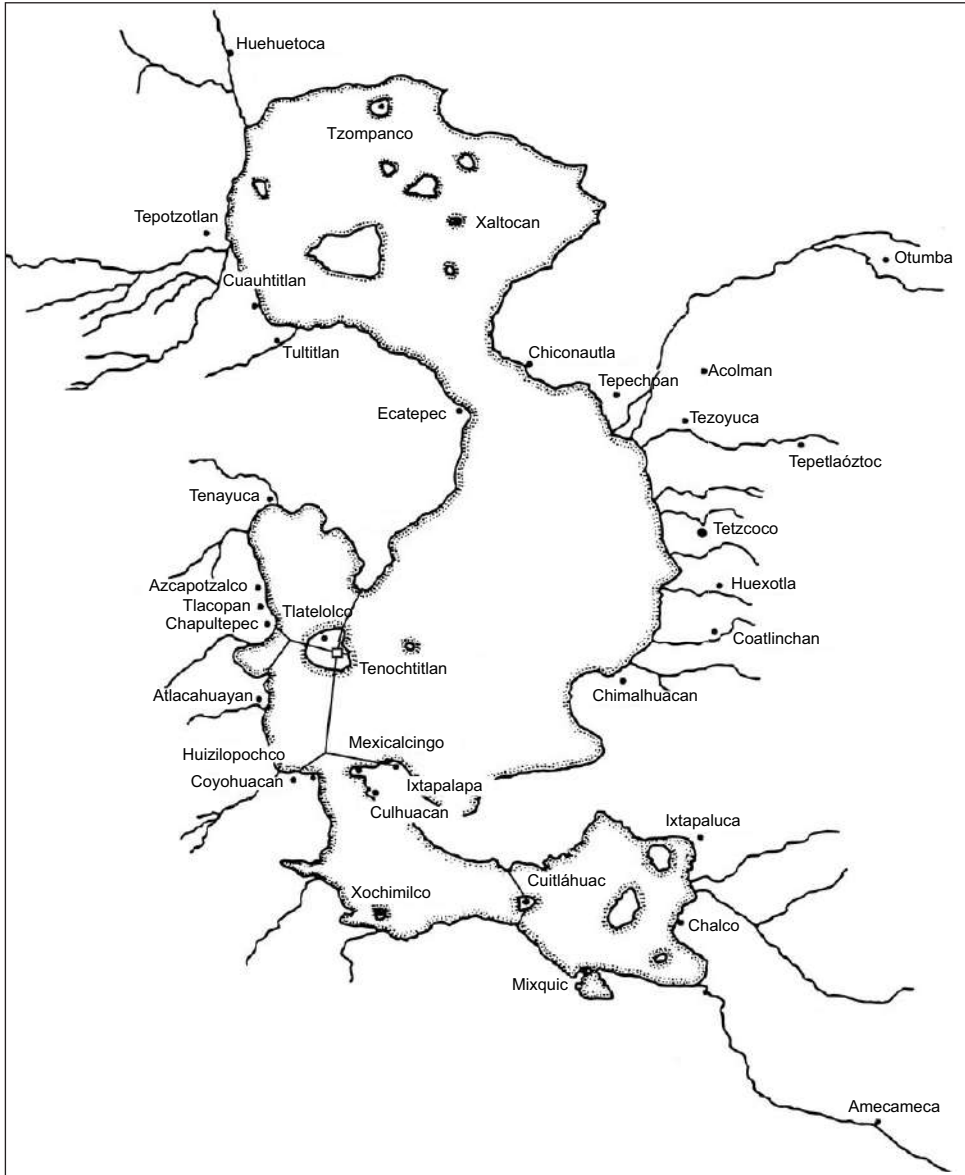 Huehuetoca
Tzompanco
Tepotzotlan
Xaltocan
Otumba
Cuauhtitlan
Tultitlan
Chiconautla
Tepechpan
Acolman
Ecatepec
Tezoyuca
Tepetlaóztoc
Tenayuca
Tetzcoco
Azcapotzalco
Huexotla
Tlacopan
Tlatelolco
Chapultepec
Coatlinchan
Tenochtitlan
Atlacahuayan
Chimalhuacan
Mexicalcingo
Huizilopochco
Coyohuacan
Ixtapalapa
Culhuacan
Ixtapaluca
Cuitláhuac
Xochimilco
Chalco
Mixquic
Amecameca